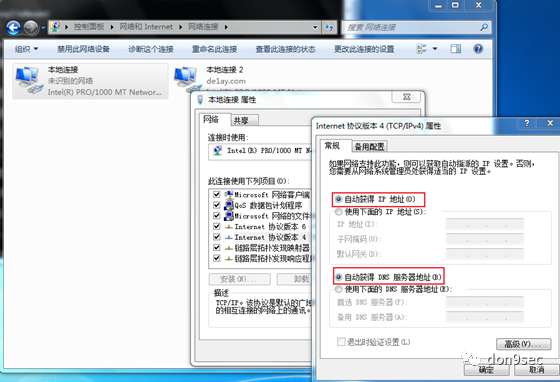 控制面板 ▸ 网络和 Internet ▸ 网络连接 ▸
搜索 网络连接
组织 禁用此网络设备 诊断这个连接 重命名此连接 查看此连接的状态 更改此连接的设置
本地连接
未识别的网络
Intel(R) PRO/1000 MT Networ...
本地连接 2
delay.com
本地连接 属性
网络 共享
连接时使用:
Intel(R) PRO/1000 MT N
此连接使用下列项目(O):
Microsoft 网络客户端
QoS 数据包计划程序
Microsoft 网络的文件
Internet 协议版本 6
Internet 协议版本 4
链路层拓扑发现映射器
链路层拓扑发现响应程
安装(N)... 卸载
描述
TCP/IP。该协议是默认的广
的相互连接的网络上的通讯。
Internet 协议版本 4 (TCP/IPv4) 属性
常规 备用配置
如果网络支持此功能，则可以获取自动指派的 IP 设置。否则，
您需要从网络系统管理员处获得适当的 IP 设置。
自动获得 IP 地址(O)
使用下面的 IP 地址(S):
IP 地址(I):
子网掩码(U):
默认网关(D):
自动获得 DNS 服务器地址(B)
使用下面的 DNS 服务器地址(E):
首选 DNS 服务器(P):
备用 DNS 服务器(A):
退出时验证设置(L)
高级(V)...
don9sec
确定 取消